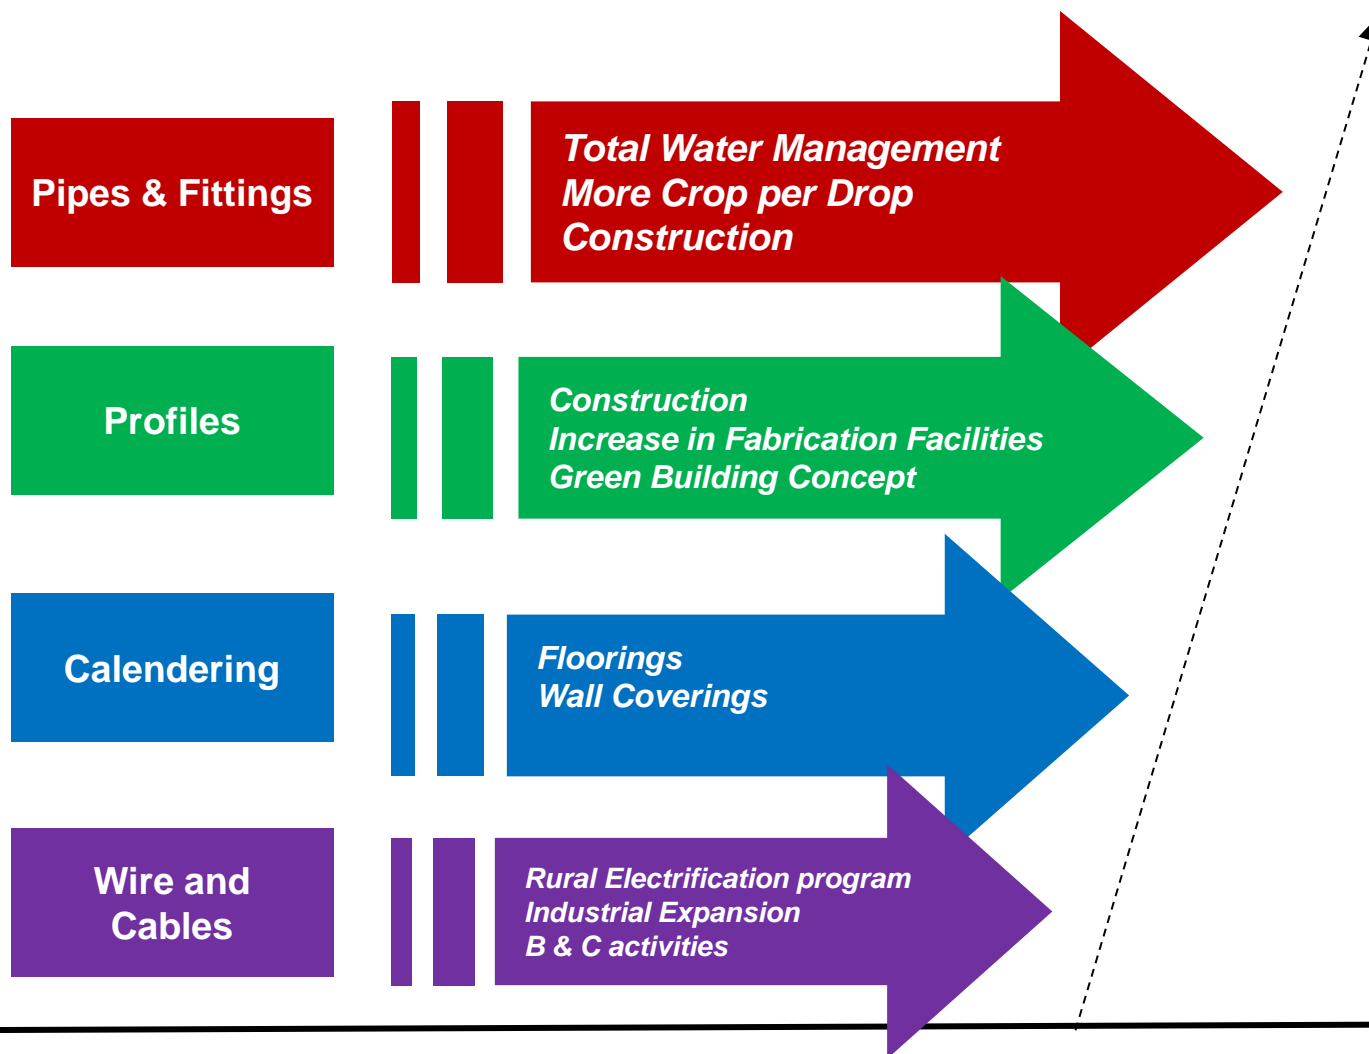 Pipes & Fittings
Total Water Management
More Crop per Drop
Construction
Profiles
Construction
Increase in Fabrication Facilities
Green Building Concept
Calendering
Floorings
Wall Coverings
Wire and
Cables
Rural Electrification program
Industrial Expansion
B & C activities